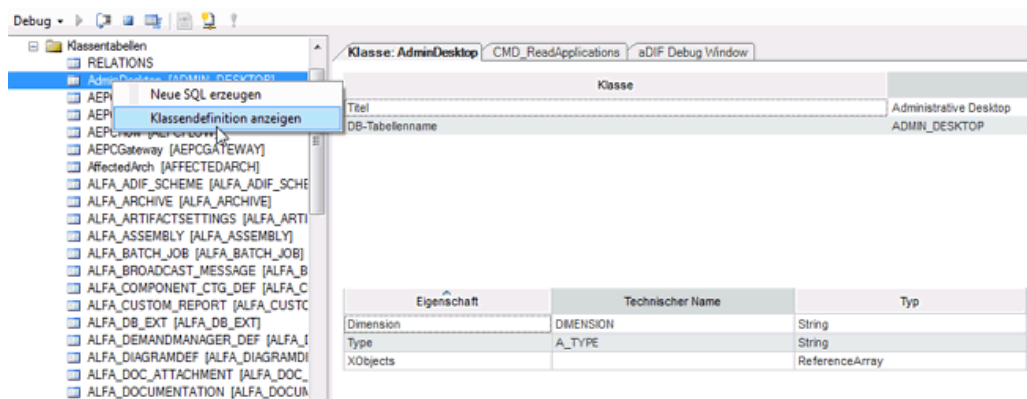 Debug
Klassentabellen
RELATIONS
AdminDesktop [ADMIN_DESKTOP]
Neue SQL erzeugen
Klassendefinition anzeigen
AEPCGateway [AEPCGATEWAY]
AffectedArch [AFFECTEDARCH]
ALFA_ADIF_SCHEME [ALFA_ADIF_SCHE
ALFA_ARCHIVE [ALFA_ARCHIVE]
ALFA_ARTIFACTSETTINGS [ALFA_ARTI
ALFA_ASSEMBLY [ALFA_ASSEMBLY]
ALFA_BATCH_JOB [ALFA_BATCH_JOB]
ALFA_BROADCAST_MESSAGE [ALFA_B
ALFA_COMPONENT_CTG_DEF [ALFA_C
ALFA_CUSTOM_REPORT [ALFA_CUSTC
ALFA_DB_EXT [ALFA_DB_EXT]
ALFA_DEMANDMANAGER_DEF [ALFA_
ALFA_DIAGRAMDEF [ALFA_DIAGRAMDI
ALFA_DOC_ATTACHMENT [ALFA_DOC_
ALFA_DOCUMENTATION [ALFA_DOCUM
Klasse: AdminDesktop CMD_ReadApplications aDIF Debug Window
Klasse
Titel Administrative Desktop
DB-Tabellenname ADMIN_DESKTOP
Eigenschaft Technischer Name Typ
Dimension DIMENSION String
Type A_TYPE String
XObjects ReferenceArray